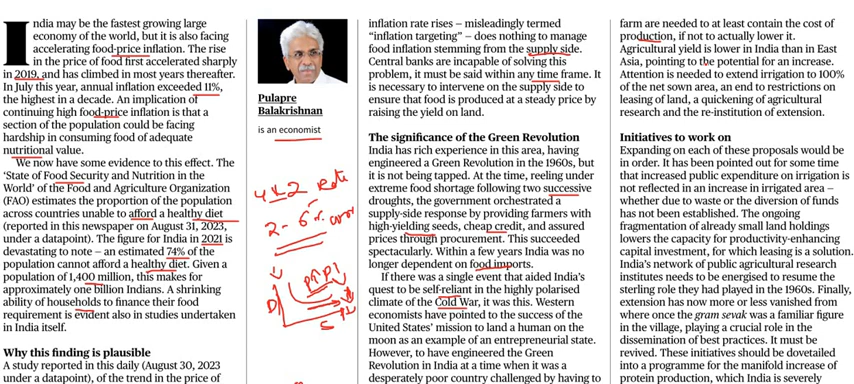 India may be the fastest growing large
economy of the world, but it is also facing
accelerating food-price inflation. The rise
in the price of food first accelerated sharply
in 2019, and has climbed in most years thereafter.
In July this year, annual inflation exceeded 11%,
the highest in a decade. An implication of
continuing high food-price inflation is that a
section of the population could be facing
hardship in consuming food of adequate
nutritional value.
We now have some evidence to this effect. The
‘State of Food Security and Nutrition in the
World’ of the Food and Agriculture Organization
(FAO) estimates the proportion of the population
across countries unable to afford a healthy diet
(reported in this newspaper on August 31, 2023,
under a datapoint). The figure for India in 2021 is
devastating to note — an estimated 74% of the
population cannot afford a healthy diet. Given a
population of 1,400 million, this makes for
approximately one billion Indians. A shrinking
ability of households to finance their food
requirement is evident also in studies undertaken
in India itself.
Why this finding is plausible
A study reported in this daily (August 30, 2023
under a datapoint), of the trend in the price of
Pulapre
Balakrishnan
is an economist
4 ± 2
2 - 6%
D
S
inflation rate rises — misleadingly termed
“inflation targeting” — does nothing to manage
food inflation stemming from the supply side.
Central banks are incapable of solving this
problem, it must be said within any time frame. It
is necessary to intervene on the supply side to
ensure that food is produced at a steady price by
raising the yield on land.
The significance of the Green Revolution
India has rich experience in this area, having
engineered a Green Revolution in the 1960s, but
it is not being tapped. At the time, reeling under
extreme food shortage following two successive
droughts, the government orchestrated a
supply-side response by providing farmers with
high-yielding seeds, cheap credit, and assured
prices through procurement. This succeeded
spectacularly. Within a few years India was no
longer dependent on food imports.
If there was a single event that aided India’s
quest to be self-reliant in the highly polarised
climate of the Cold War, it was this. Western
economists have pointed to the success of the
United States’ mission to land a human on the
moon as an example of an entrepreneurial state.
However, to have engineered the Green
Revolution in India at a time when it was a
desperately poor country challenged by having to
farm are needed to at least contain the cost of
production, if not to actually lower it.
Agricultural yield is lower in India than in East
Asia, pointing to the potential for an increase.
Attention is needed to extend irrigation to 100%
of the net sown area, an end to restrictions on
leasing of land, a quickening of agricultural
research and the re-institution of extension.
Initiatives to work on
Expanding on each of these proposals would be
in order. It has been pointed out for some time
that increased public expenditure on irrigation is
not reflected in an increase in irrigated area —
whether due to waste or the diversion of funds
has not been established. The ongoing
fragmentation of already small land holdings
lowers the capacity for productivity-enhancing
capital investment, for which leasing is a solution.
India’s network of public agricultural research
institutes needs to be energised to resume the
sterling role they had played in the 1960s. Finally,
extension has now more or less vanished from
where once the gram sevak was a familiar figure
in the village, playing a crucial role in the
dissemination of best practices. It must be
revived. These initiatives should be dovetailed
into a programme for the manifold increase of
protein production, which India is severely